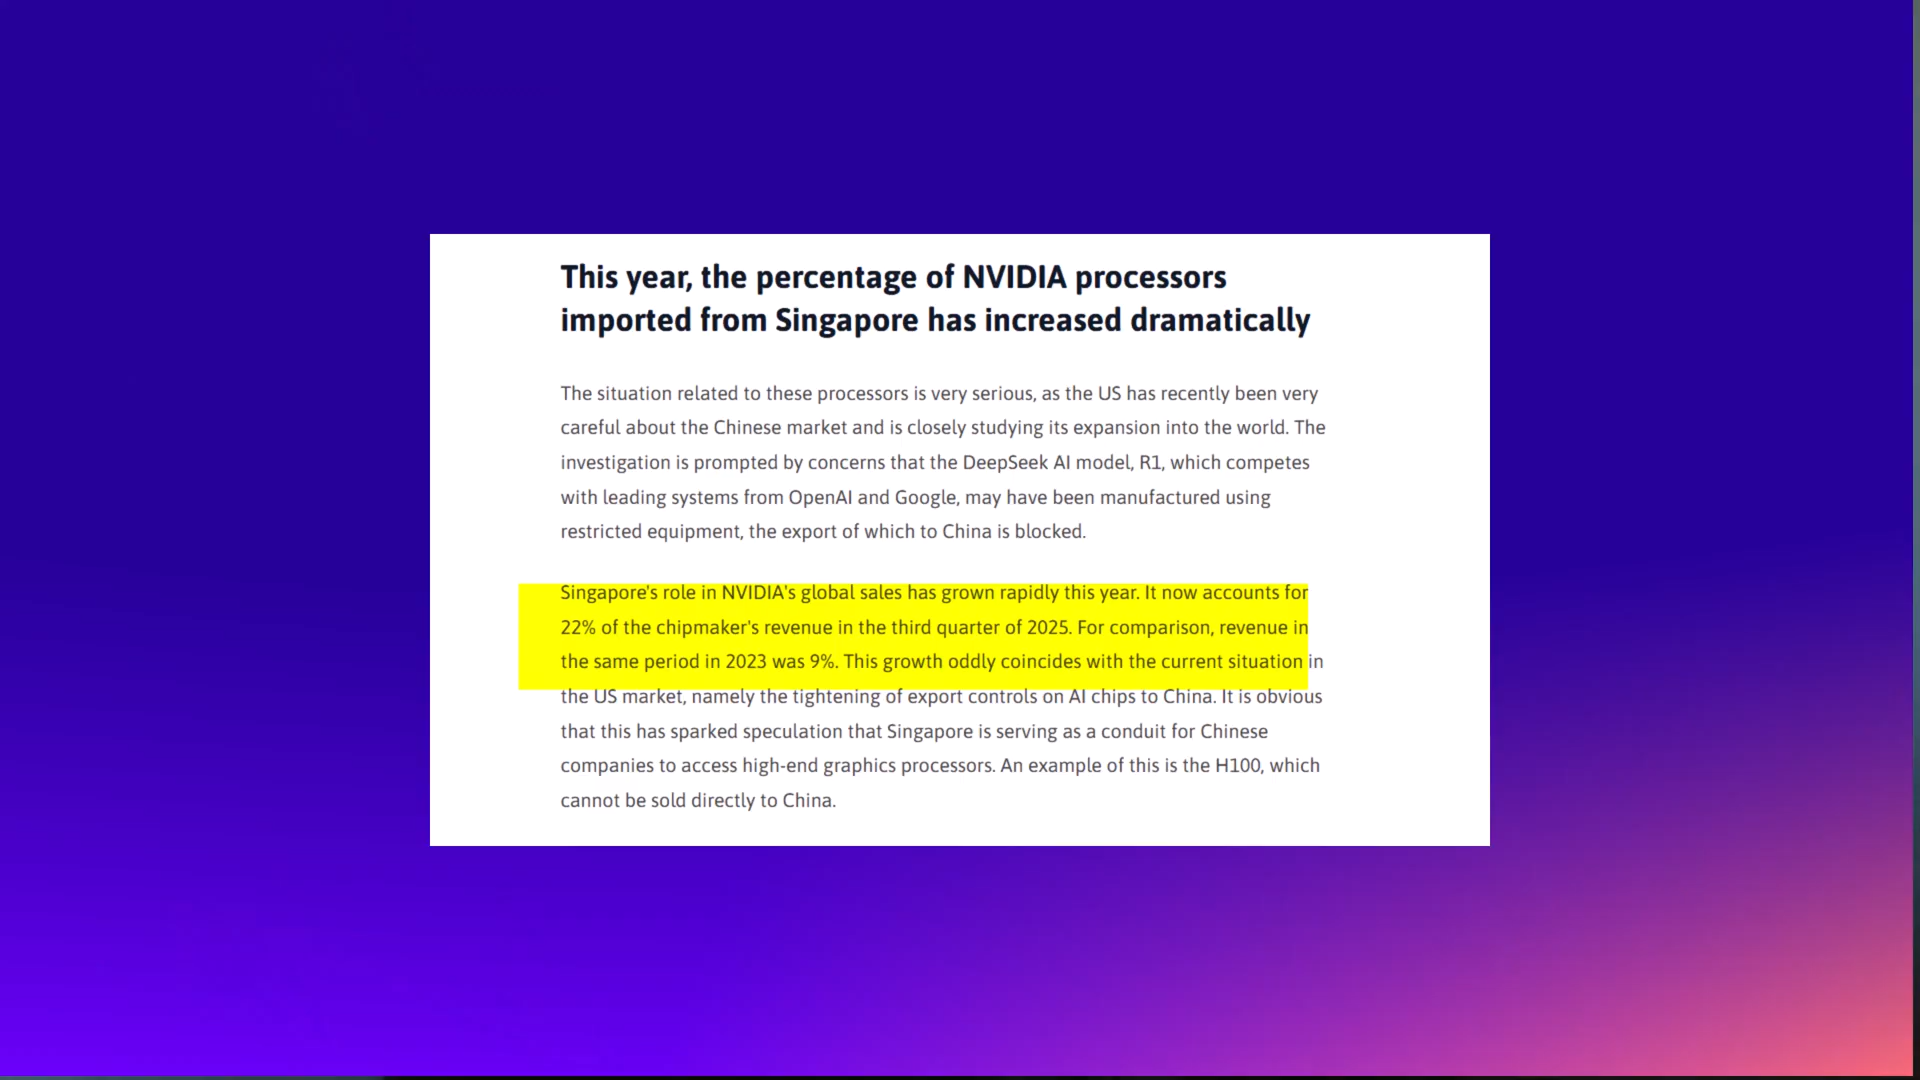 This year, the percentage of NVIDIA processors
imported from Singapore has increased dramatically
The situation related to these processors is very serious, as the US has recently been very
careful about the Chinese market and is closely studying its expansion into the world. The
investigation is prompted by concerns that the DeepSeek AI model, R1, which competes
with leading systems from OpenAI and Google, may have been manufactured using
restricted equipment, the export of which to China is blocked.
Singapore's role in NVIDIA's global sales has grown rapidly this year. It now accounts for
22% of the chipmaker's revenue in the third quarter of 2025. For comparison, revenue in
the same period in 2023 was 9%. This growth oddly coincides with the current situation in
the US market, namely the tightening of export controls on AI chips to China. It is obvious
that this has sparked speculation that Singapore is serving as a conduit for Chinese
companies to access high-end graphics processors. An example of this is the H100, which
cannot be sold directly to China.